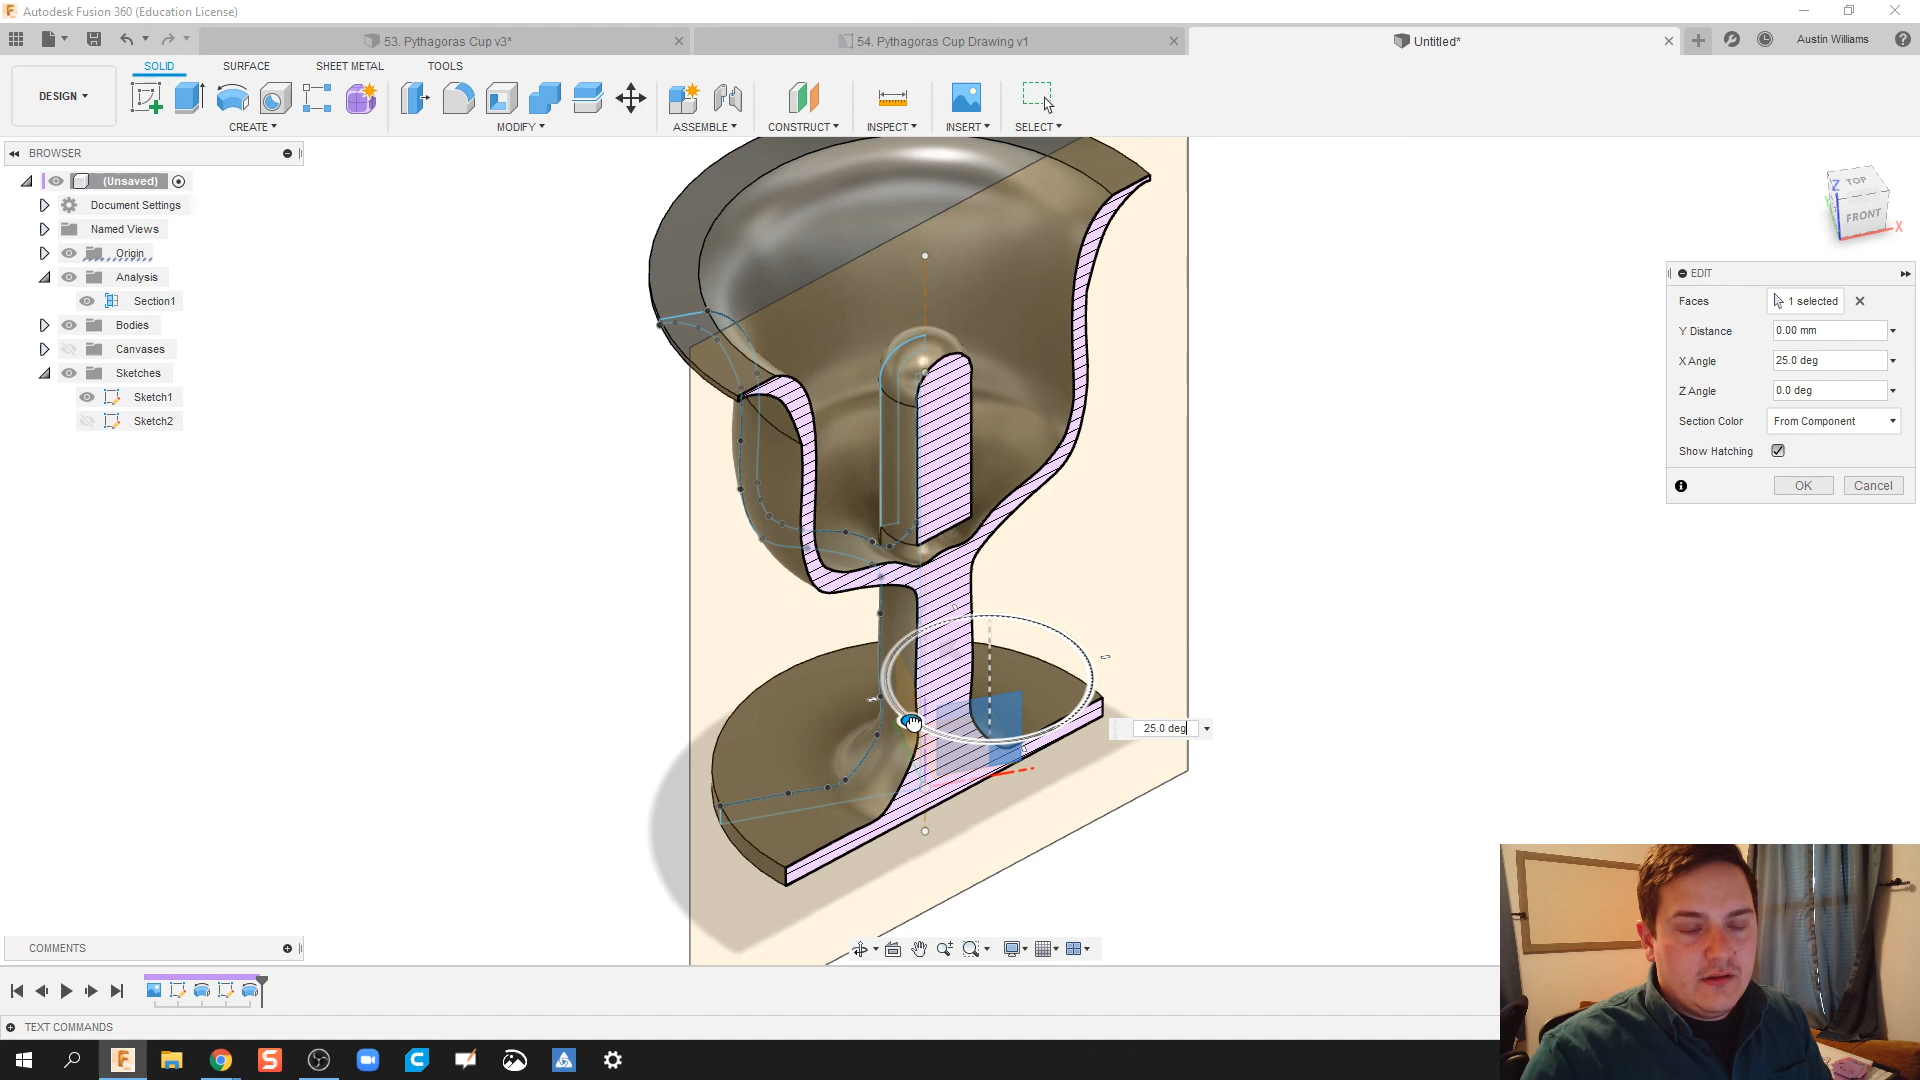 Autodesk Fusion 360 (Education License)
53. Pythagoras Cup v3*
54. Pythagoras Cup Drawing v1
Untitled*
Austin Williams
SOLID
SURFACE
SHEET METAL
TOOLS
DESIGN
CREATE
MODIFY
ASSEMBLE
CONSTRUCT
INSPECT
INSERT
SELECT
BROWSER
(Unsaved)
Document Settings
Named Views
Origin
Analysis
Section1
Bodies
Canvases
Sketches
Sketch1
Sketch2
TOP
FRONT
Z
X
EDIT
Faces 1 selected
Y Distance 0.00 mm
X Angle 25.0 deg
Z Angle 0.0 deg
Section Color From Component
Show Hatching
OK Cancel
25.0 deg
COMMENTS
TEXT COMMANDS